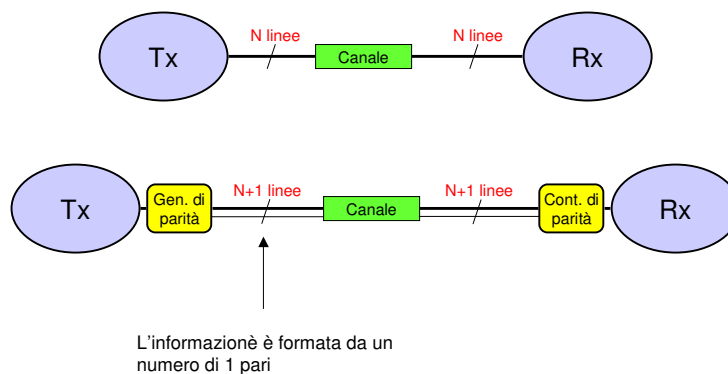 N linee
N linee
Tx
Canale
Rx
N+1 linee
N+1 linee
Tx
Gen. di
parità
Canale
Cont. di
parità
Rx
L'informazionè è formata da un
numero di 1 pari